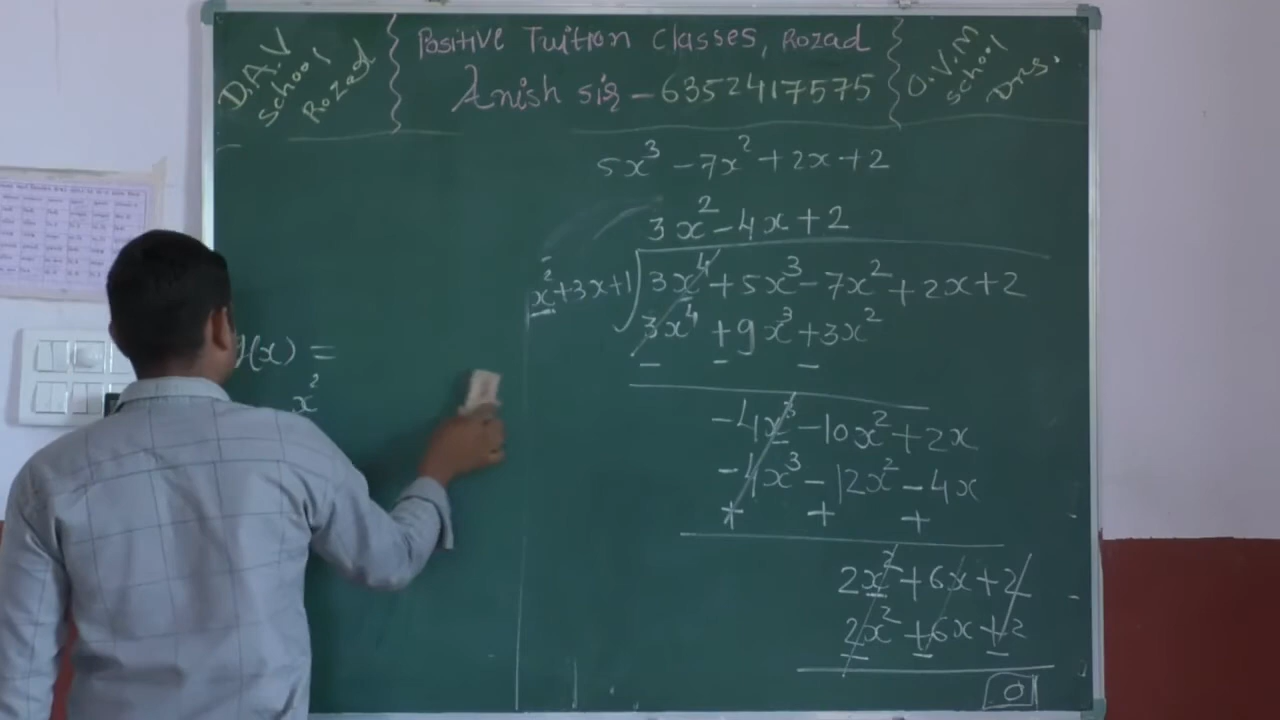 D.A.V School Rozad
Positive Tuition Classes, Rozad
Anish sir - 6352417575
O.V.M School Drs.
5x³ - 7x² + 2x + 2
3x² - 4x + 2
x² + 3x + 1 ) 3x⁴ + 5x³ - 7x² + 2x + 2
3x⁴ + 9x³ + 3x²
- - -
-4x³ - 10x² + 2x
-4x³ - 12x² - 4x
+ + +
2x² + 6x + 2
2x² + 6x + 2
- - -
0
(x) =
x²